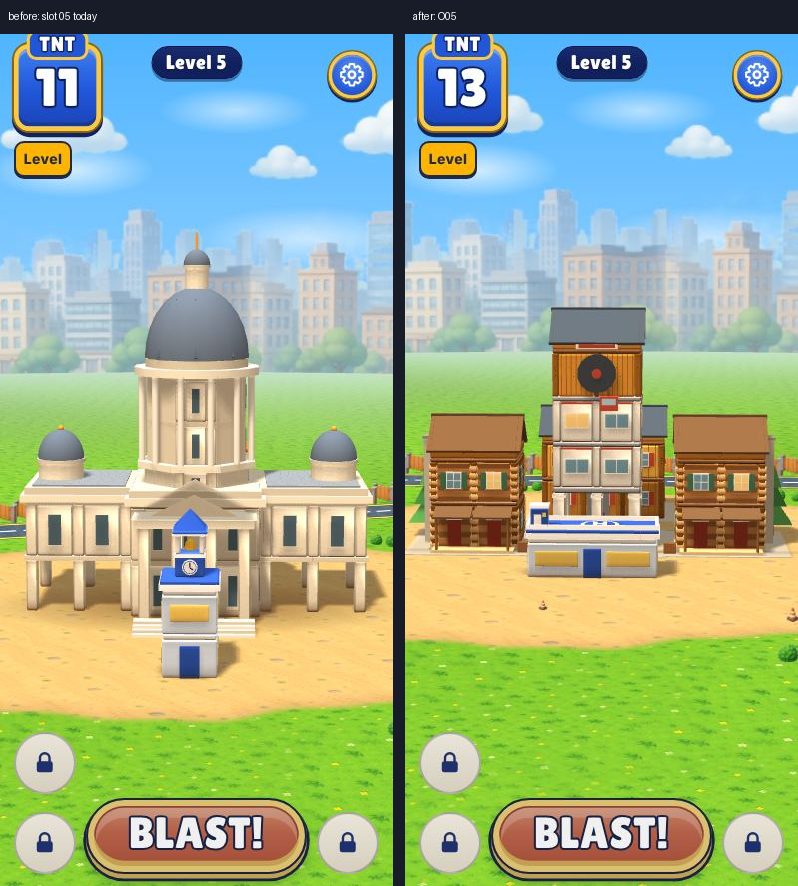 before: slot 05 today
after: O05
TNT
11
Level 5
Level
BLAST!
TNT
13
Level 5
Level
BLAST!